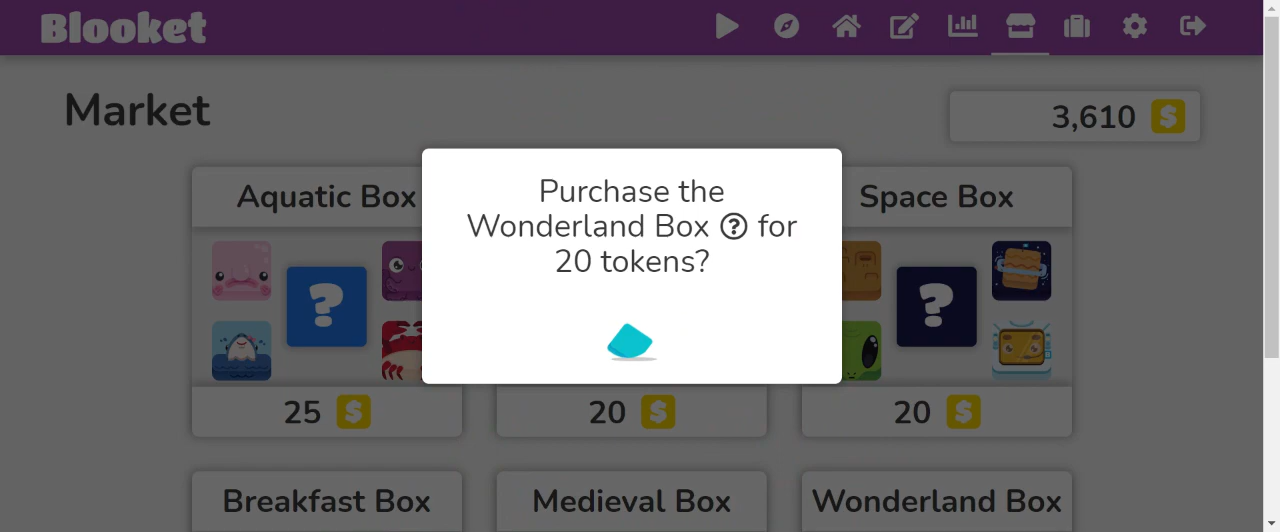 Blooket
Market
3,610
Aquatic Box
Space Box
Purchase the
Wonderland Box ? for
20 tokens?
?
?
25
20
20
Breakfast Box
Medieval Box
Wonderland Box